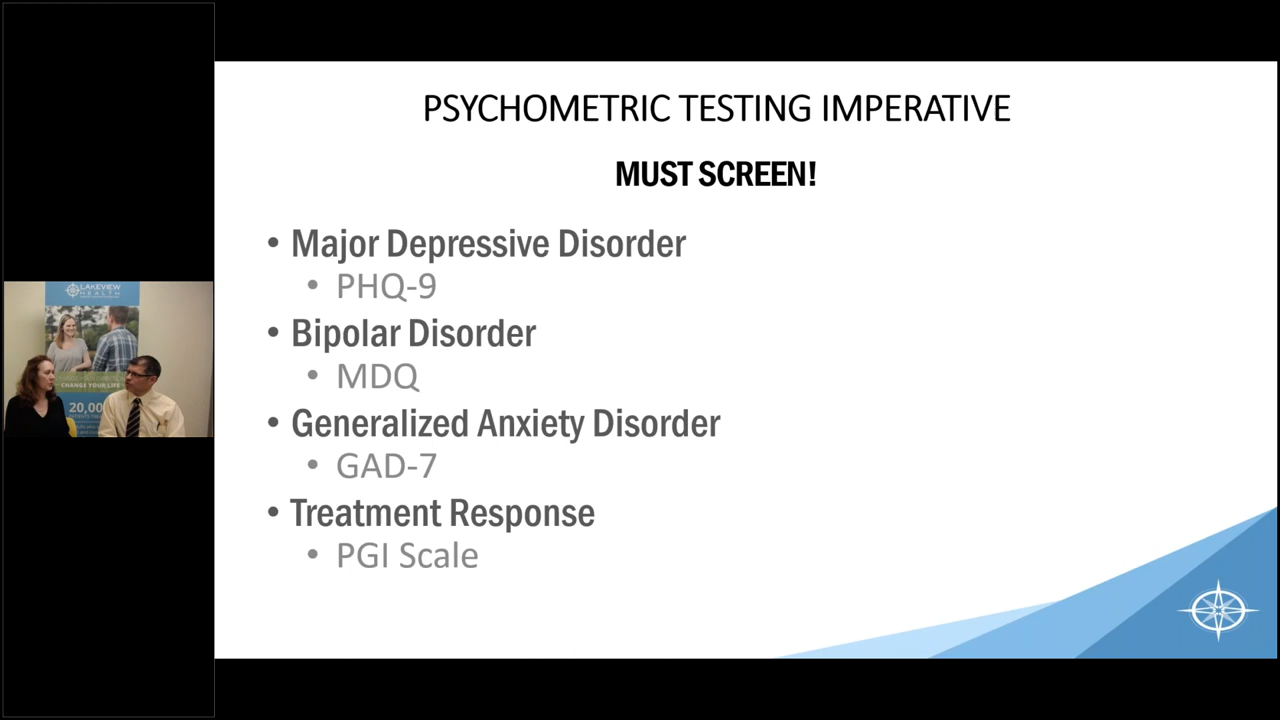 PSYCHOMETRIC TESTING IMPERATIVE
MUST SCREEN!
• Major Depressive Disorder
• PHQ-9
• Bipolar Disorder
• MDQ
• Generalized Anxiety Disorder
• GAD-7
• Treatment Response
• PGI Scale
LAKEVIEW
HEALTH
CHANGE YOUR LIFE
20,00